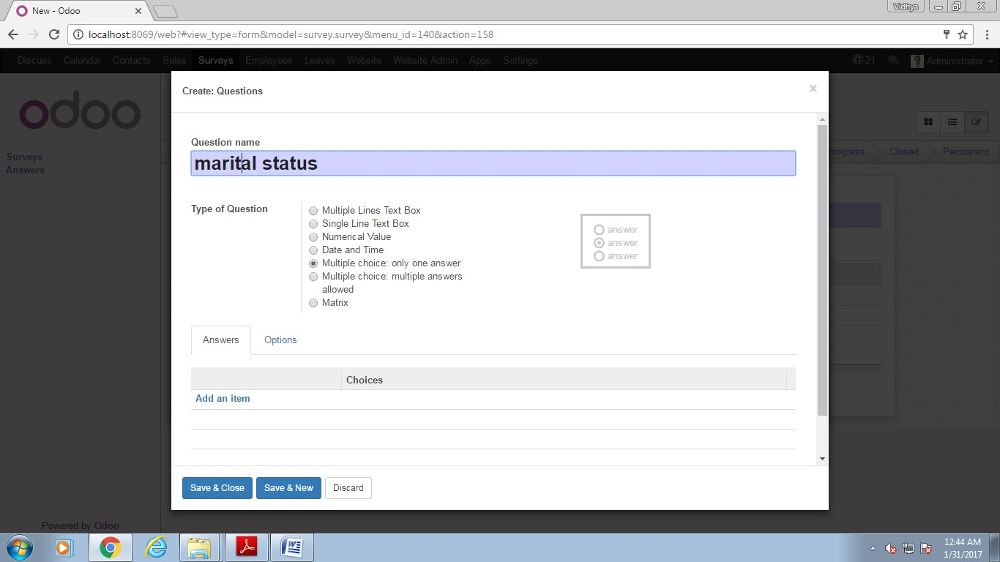 New - Odoo
Vidhya
localhost:8069/web?#view_type=form&model=survey.survey&menu_id=140&action=158
Discuss Calendar Contacts Sales Surveys Employees Leaves Website Website Admin Apps Settings @ 21 Administrator
odoo
Surveys
Answers
Create: Questions ×
progress Closed Permanent
Question name
marital status
Type of Question
Multiple Lines Text Box
Single Line Text Box
Numerical Value
Date and Time
Multiple choice: only one answer
Multiple choice: multiple answers
allowed
Matrix
answer
answer
answer
Answers Options
Choices
Add an item
Save & Close Save & New Discard
Powered by Odoo
12:44 AM
1/31/2017